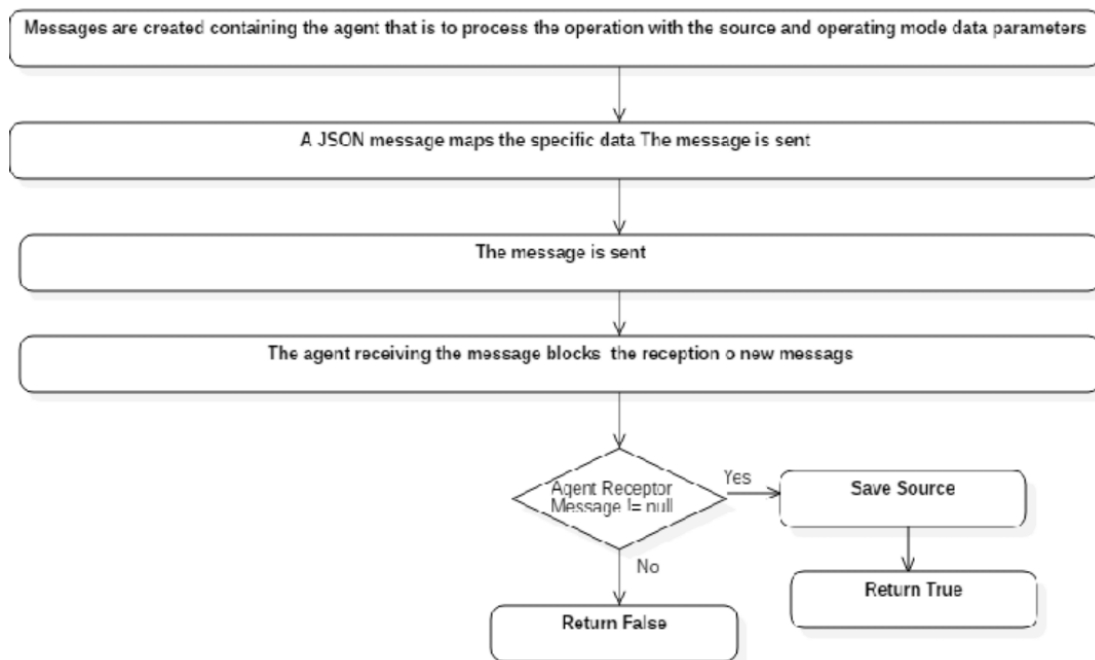 Messages are created containing the agent that is to process the operation with the source and operating mode data parameters
A JSON message maps the specific data The message is sent
The message is sent
The agent receiving the message blocks the reception o new messags
Agent Receptor
Message != null
Yes
Save Source
No
Return True
Return False